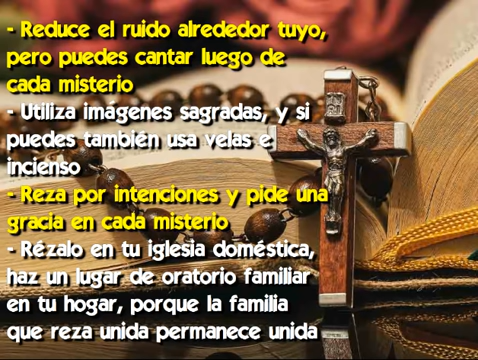 - Reduce el ruido alrededor tuyo,
pero puedes cantar luego de
cada misterio
- Utiliza imágenes sagradas, y si
puedes también usa velas e
incienso
- Reza por intenciones y pide una
gracia en cada misterio
- Rézalo en tu iglesia doméstica,
haz un lugar de oratorio familiar
en tu hogar, porque la familia
que reza unida permanece unida